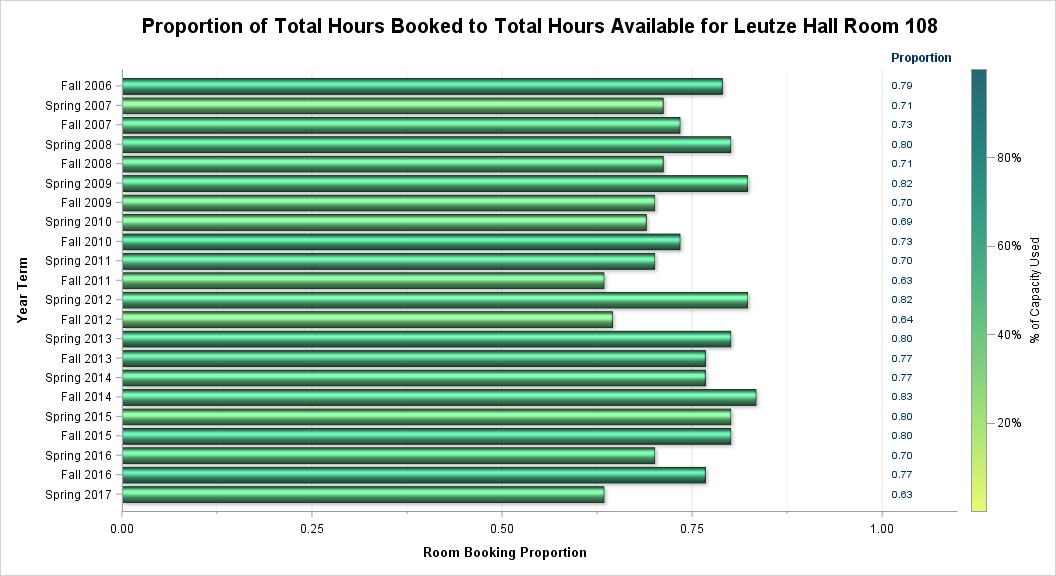 Proportion of Total Hours Booked to Total Hours Available for Leutze Hall Room 108
Proportion
Fall 2006 0.79
Spring 2007 0.71
Fall 2007 0.73
Spring 2008 0.80
Fall 2008 0.71
Spring 2009 0.82
Fall 2009 0.70
Spring 2010 0.69
Fall 2010 0.73
Spring 2011 0.70
Fall 2011 0.63
Spring 2012 0.82
Fall 2012 0.64
Spring 2013 0.80
Fall 2013 0.77
Spring 2014 0.77
Fall 2014 0.83
Spring 2015 0.80
Fall 2015 0.80
Spring 2016 0.70
Fall 2016 0.77
Spring 2017 0.63
Year Term
0.00 0.25 0.50 0.75 1.00
Room Booking Proportion
80%
60%
40%
20%
% of Capacity Used